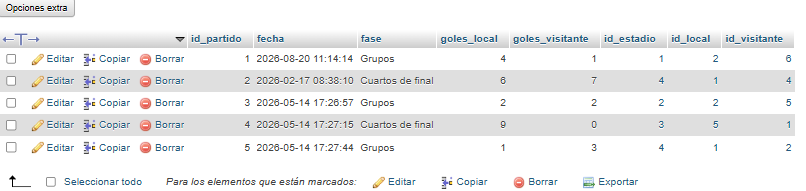 Opciones extra
id_partido fecha fase goles_local goles_visitante id_estadio id_local id_visitante
Editar Copiar Borrar 1 2026-08-20 11:14:14 Grupos 4 1 1 2 6
Editar Copiar Borrar 2 2026-02-17 08:38:10 Cuartos de final 6 7 4 1 4
Editar Copiar Borrar 3 2026-05-14 17:26:57 Grupos 2 2 2 2 5
Editar Copiar Borrar 4 2026-05-14 17:27:15 Cuartos de final 9 0 3 5 1
Editar Copiar Borrar 5 2026-05-14 17:27:44 Grupos 1 3 4 1 2
Seleccionar todo Para los elementos que están marcados: Editar Copiar Borrar Exportar